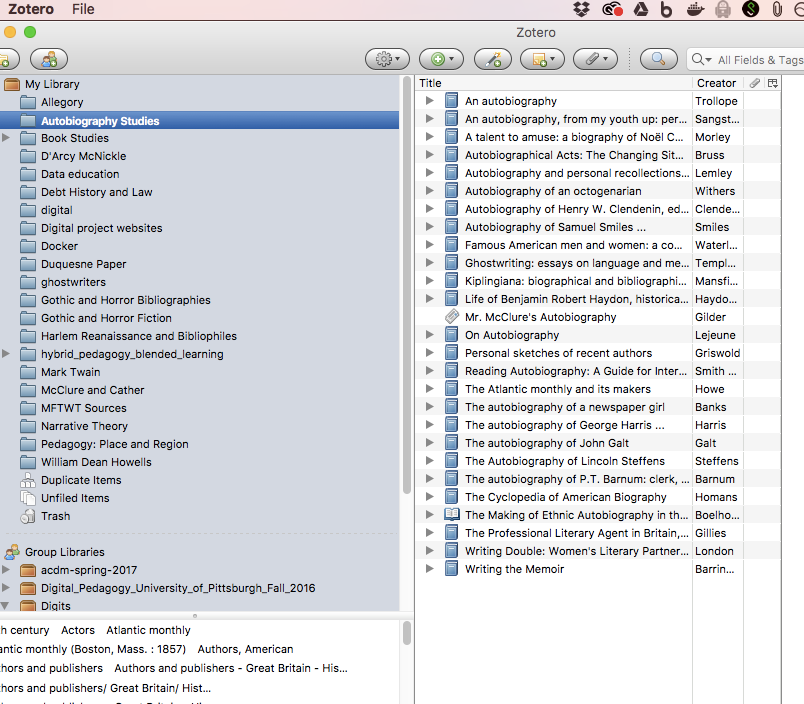 Zotero File
Zotero
All Fields & Tags
My Library
Allegory
Autobiography Studies
Book Studies
D'Arcy McNickle
Data education
Debt History and Law
digital
Digital project websites
Docker
Duquesne Paper
ghostwriters
Gothic and Horror Bibliographies
Gothic and Horror Fiction
Harlem Reanaissance and Bibliophiles
hybrid_pedagogy_blended_learning
Mark Twain
McClure and Cather
MFTWT Sources
Narrative Theory
Pedagogy: Place and Region
William Dean Howells
Duplicate Items
Unfiled Items
Trash
Group Libraries
acdm-spring-2017
Digital_Pedagogy_University_of_Pittsburgh_Fall_2016
Digits
h century Actors Atlantic monthly
antic monthly (Boston, Mass. : 1857) Authors, American
hors and publishers Authors and publishers - Great Britain - His...
hors and publishers/ Great Britain/ Hist...
Title Creator
An autobiography Trollope
An autobiography, from my youth up: per... Sangst...
A talent to amuse: a biography of Noël C... Morley
Autobiographical Acts: The Changing Sit... Bruss
Autobiography and personal recollections... Lemley
Autobiography of an octogenarian Withers
Autobiography of Henry W. Clendenin, ed... Clende...
Autobiography of Samuel Smiles ... Smiles
Famous American men and women: a co... Waterl...
Ghostwriting: essays on language and me... Templ...
Kiplingiana: biographical and bibliographi... Mansfi...
Life of Benjamin Robert Haydon, historica... Haydo...
Mr. McClure's Autobiography Gilder
On Autobiography Lejeune
Personal sketches of recent authors Griswold
Reading Autobiography: A Guide for Inter... Smith ...
The Atlantic monthly and its makers Howe
The autobiography of a newspaper girl Banks
The autobiography of George Harris ... Harris
The autobiography of John Galt Galt
The Autobiography of Lincoln Steffens Steffens
The autobiography of P.T. Barnum: clerk, ... Barnum
The Cyclopedia of American Biography Homans
The Making of Ethnic Autobiography in th... Boelho...
The Professional Literary Agent in Britain,... Gillies
Writing Double: Women's Literary Partner... London
Writing the Memoir Barrin...